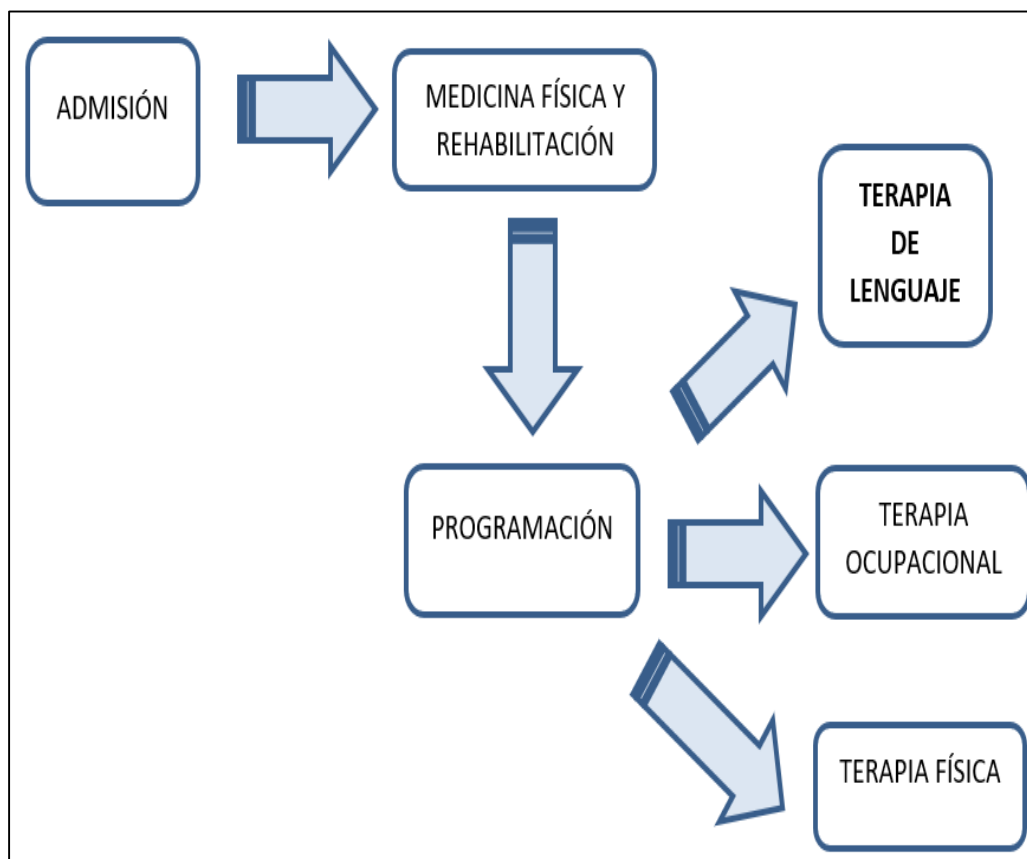 ADMISIÓN
MEDICINA FÍSICA Y
REHABILITACIÓN
TERAPIA
DE
LENGUAJE
PROGRAMACIÓN
TERAPIA
OCUPACIONAL
TERAPIA FÍSICA